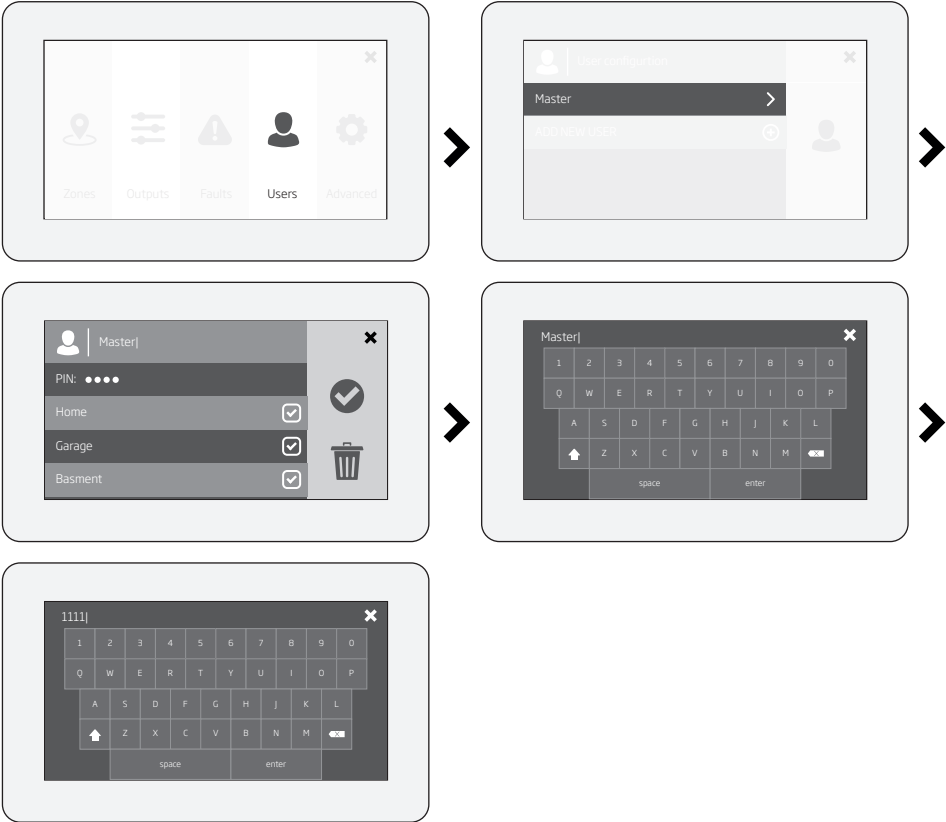 Zones Outputs Faults Users Advanced
User configurtion
Master
ADD NEW USER
Master|
PIN:
Home
Garage
Basment
Master|
1 2 3 4 5 6 7 8 9 0
Q W E R T Y U I O P
A S D F G H J K L
Z X C V B N M
space enter
1111|
1 2 3 4 5 6 7 8 9 0
Q W E R T Y U I O P
A S D F G H J K L
Z X C V B N M
space enter